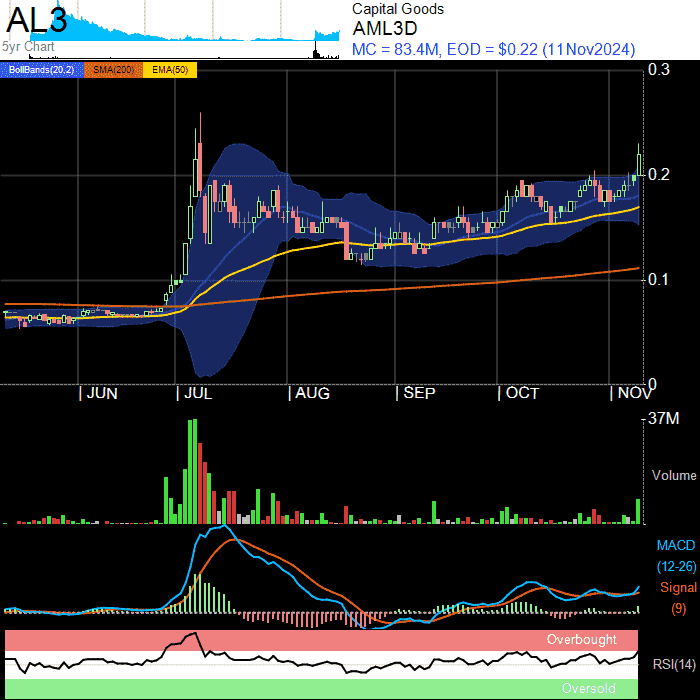 AL3
5yr Chart
Capital Goods
AML3D
MC = 83.4M, EOD = $0.22 (11Nov2024)
BollBands(20,2) SMA(200) EMA(50)
0.3
0.2
0.1
0
JUN JUL AUG SEP OCT NOV
37M
Volume
MACD
(12-26)
Signal
(9)
Overbought
RSI(14)
Oversold